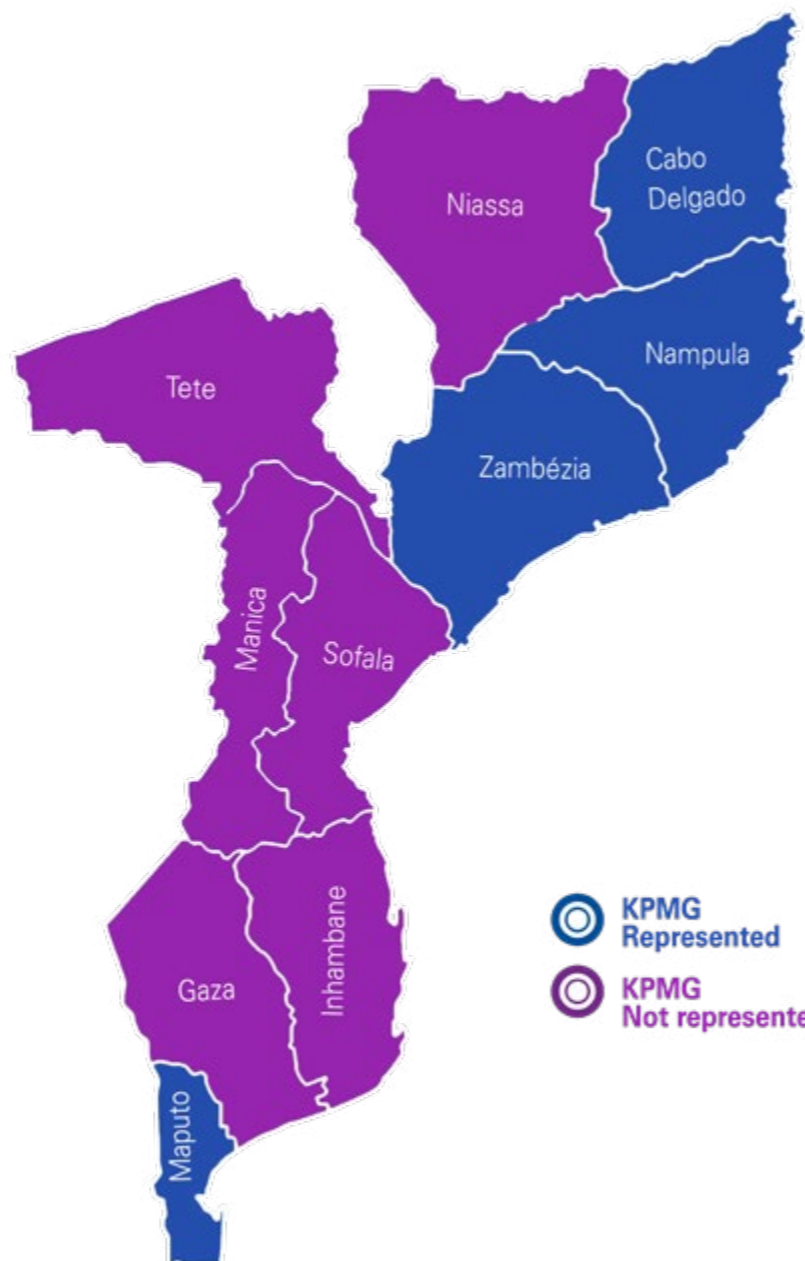 Cabo
Delgado
Niassa
Nampula
Tete
Zambézia
Manica
Sofala
Inhambane
Gaza
KPMG
Represented
KPMG
Not represente
Maputo